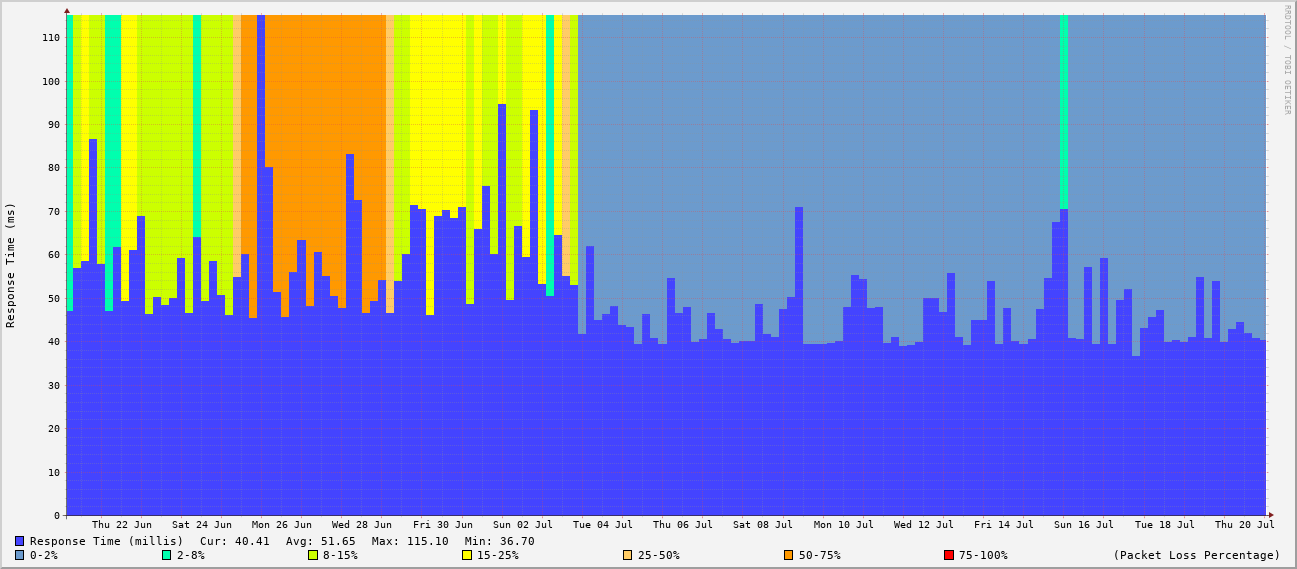 RRDTOOL / TOBI OETIKER
Response Time (ms)
110
100
90
80
70
60
50
40
30
20
10
0
Thu 22 Jun Sat 24 Jun Mon 26 Jun Wed 28 Jun Fri 30 Jun Sun 02 Jul Tue 04 Jul Thu 06 Jul Sat 08 Jul Mon 10 Jul Wed 12 Jul Fri 14 Jul Sun 16 Jul Tue 18 Jul Thu 20 Jul
Response Time (millis) Cur: 40.41 Avg: 51.65 Max: 115.10 Min: 36.70
0-2% 2-8% 8-15% 15-25% 25-50% 50-75% 75-100% (Packet Loss Percentage)